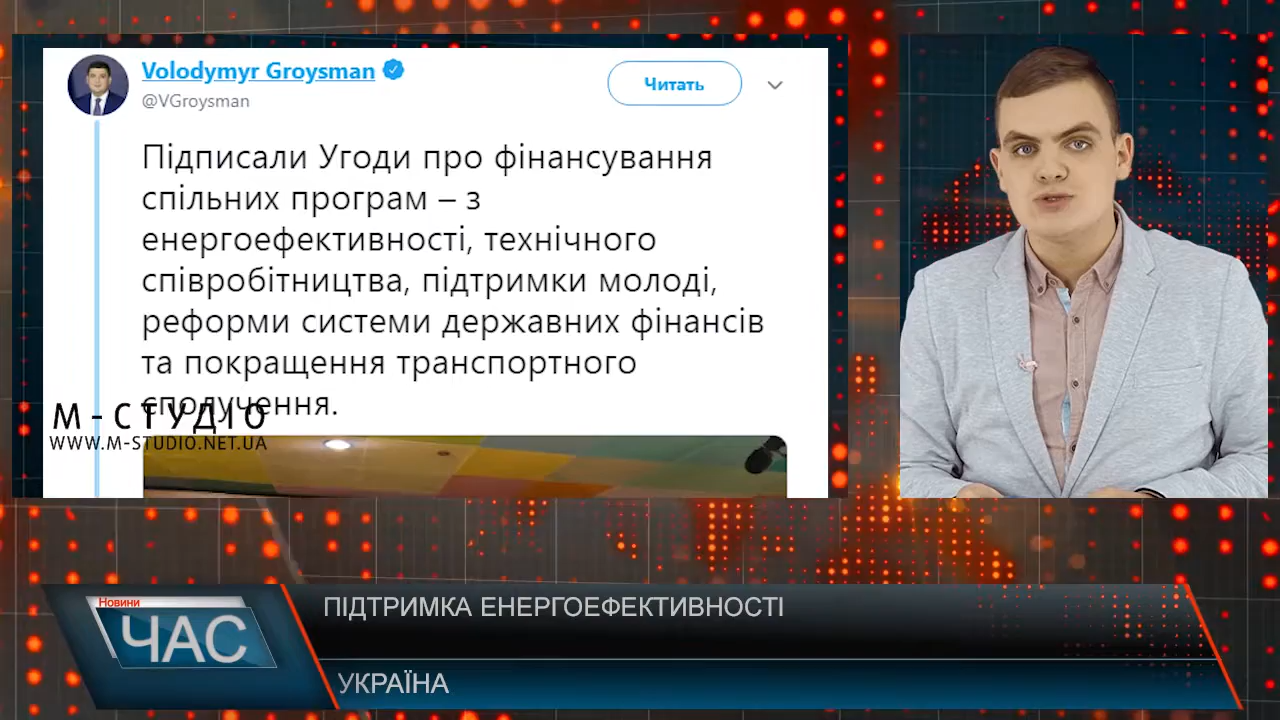 Volodymyr Groysman
@VGroysman
Читать
Підписали Угоди про фінансування
спільних програм – з
енергоефективності, технічного
співробітництва, підтримки молоді,
реформи системи державних фінансів
та покращення транспортного
сполучення.
М-СТУДІО
WWW.M-STUDIO.NET.UA
Новини
ЧАС
ПІДТРИМКА ЕНЕРГОЕФЕКТИВНОСТІ
УКРАЇНА